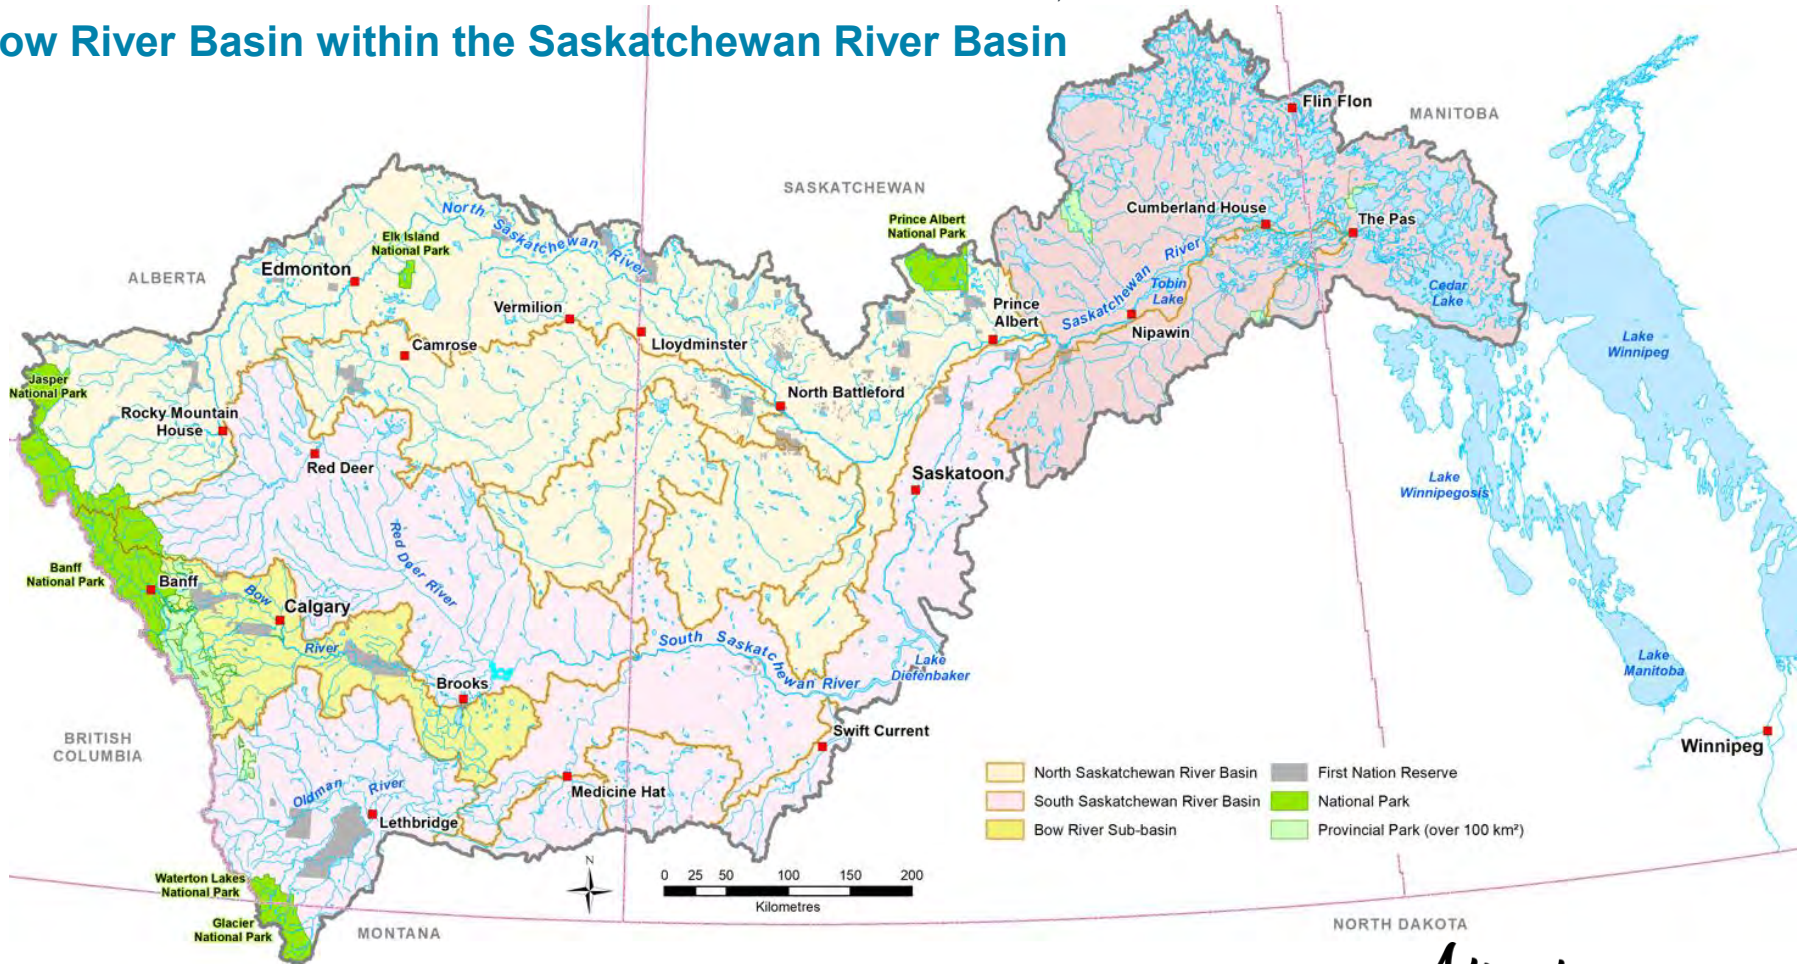 ow River Basin within the Saskatchewan River Basin
Flin Flon
MANITOBA
SASKATCHEWAN
North Saskatchewan River
Prince Albert
National Park
Cumberland House
The Pas
Elk Island
National Park
ALBERTA
Edmonton
Saskatchewan River
Tobin
Lake
Cedar
Lake
Vermilion
Prince
Albert
Nipawin
Lake
Winnipeg
Camrose
Lloydminster
Jasper
National Park
North Battleford
Rocky Mountain
House
Red Deer
Saskatoon
Lake
Winnipegosis
Red Deer River
Banff
National Park
Banff
Bow
Calgary
River
South Saskatchewan River
Lake
Diefenbaker
Lake
Manitoba
Brooks
Swift Current
BRITISH
COLUMBIA
Winnipeg
Medicine Hat
Oldman River
Lethbridge
North Saskatchewan River Basin
South Saskatchewan River Basin
Bow River Sub-basin
First Nation Reserve
National Park
Provincial Park (over 100 km²)
N
0 25 50 100 150 200
Kilometres
Waterton Lakes
National Park
Glacier
National Park
MONTANA
NORTH DAKOTA